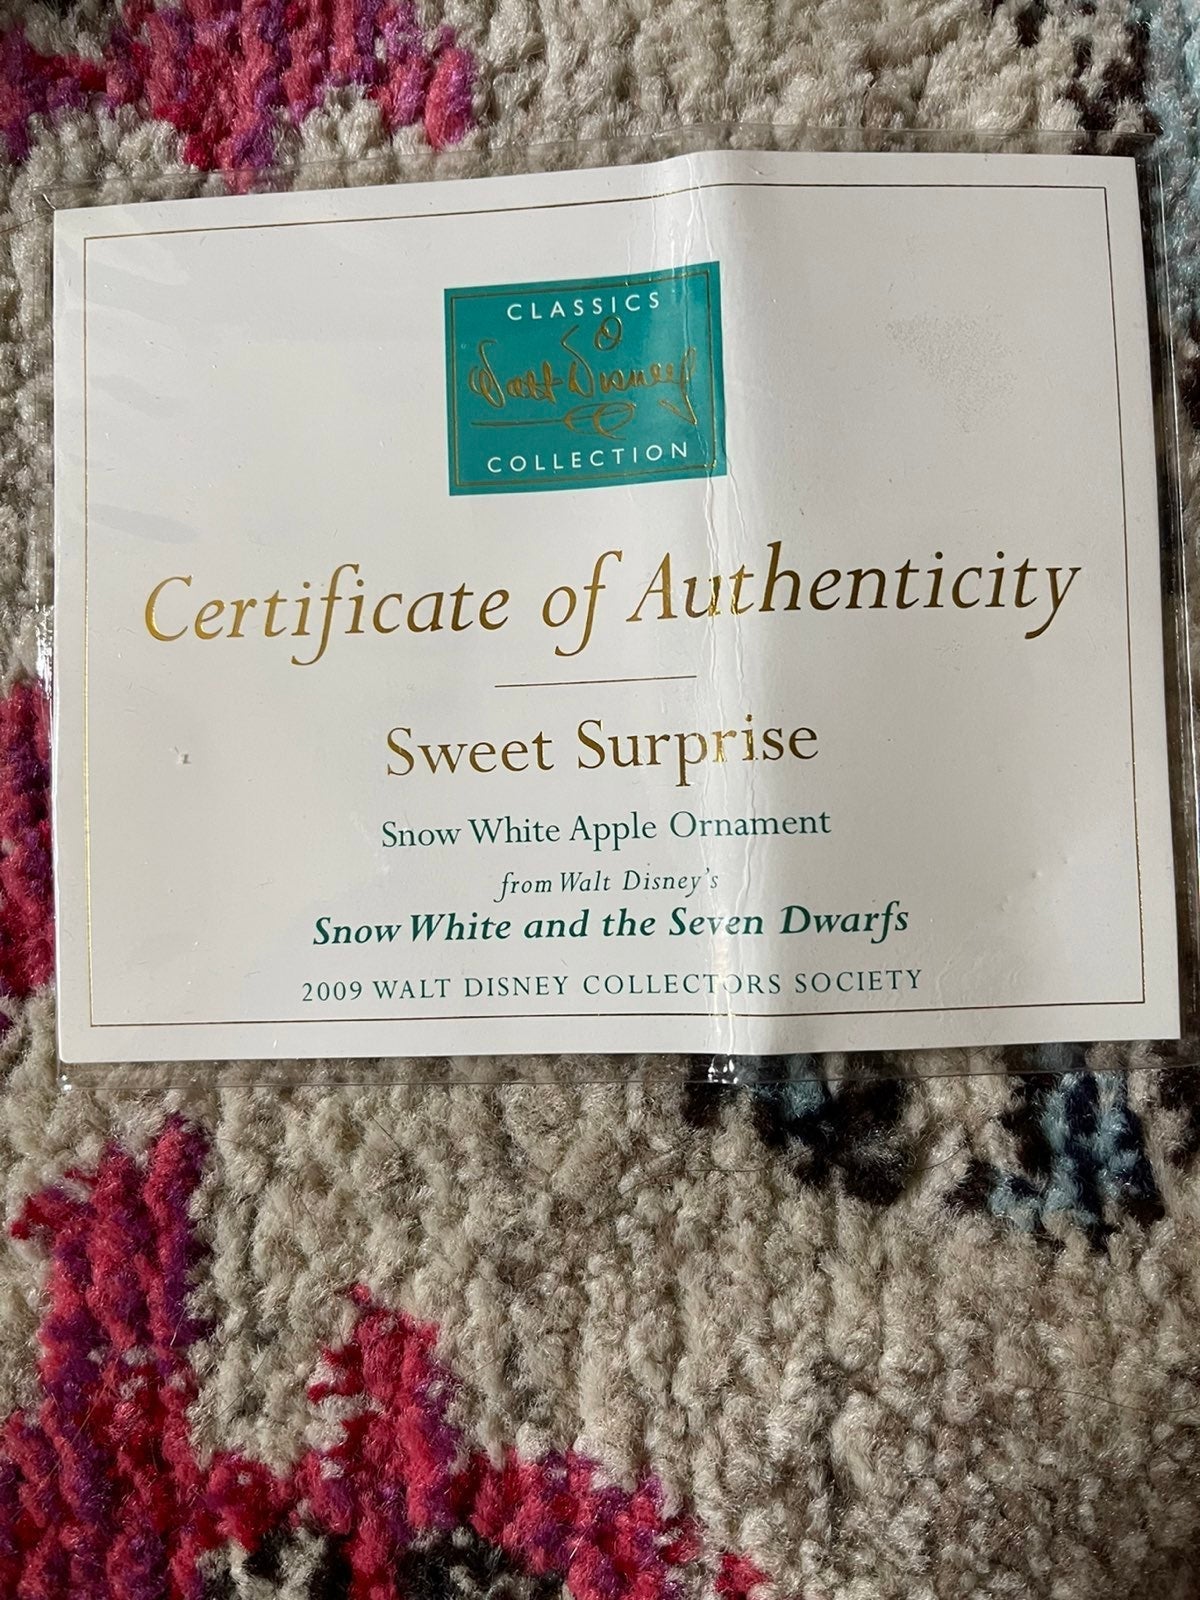 CLASSICS
Walt Disney
COLLECTION
Certificate of Authenticity
Sweet Surprise
Snow White Apple Ornament
from Walt Disney's
Snow White and the Seven Dwarfs
2009 WALT DISNEY COLLECTORS SOCIETY